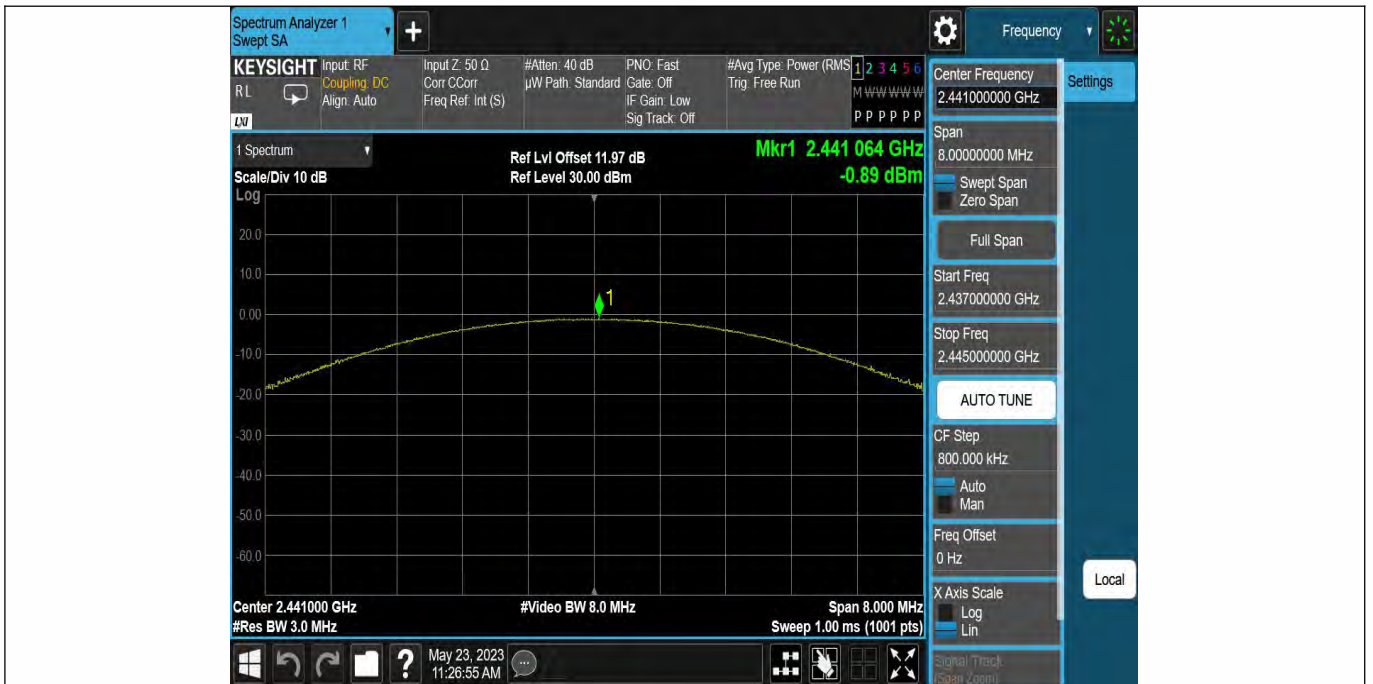 Spectrum Analyzer 1
Swept SA
+
Frequency
KEYSIGHT
RL
LXI
Input: RF
Coupling: DC
Align: Auto
Input Z: 50 Ω
Corr CCorr
Freq Ref: Int (S)
#Atten: 40 dB
µW Path: Standard
PNO: Fast
Gate: Off
IF Gain: Low
Sig Track: Off
#Avg Type: Power (RMS
Trig: Free Run
1 2 3 4 5 6
M W W W W W
P P P P P P
1 Spectrum
Scale/Div 10 dB
Log
Ref Lvl Offset 11.97 dB
Ref Level 30.00 dBm
Mkr1 2.441 064 GHz
-0.89 dBm
20.0
10.0
0.00
-10.0
-20.0
-30.0
-40.0
-50.0
-60.0
1
Center 2.441000 GHz
#Res BW 3.0 MHz
#Video BW 8.0 MHz
Span 8.000 MHz
Sweep 1.00 ms (1001 pts)
Center Frequency
2.441000000 GHz
Settings
Span
8.00000000 MHz
Swept Span
Zero Span
Full Span
Start Freq
2.437000000 GHz
Stop Freq
2.445000000 GHz
AUTO TUNE
CF Step
800.000 kHz
Auto
Man
Freq Offset
0 Hz
X Axis Scale
Log
Lin
Signal Track
(Span Zoom)
Local
?
May 23, 2023
11:26:55 AM